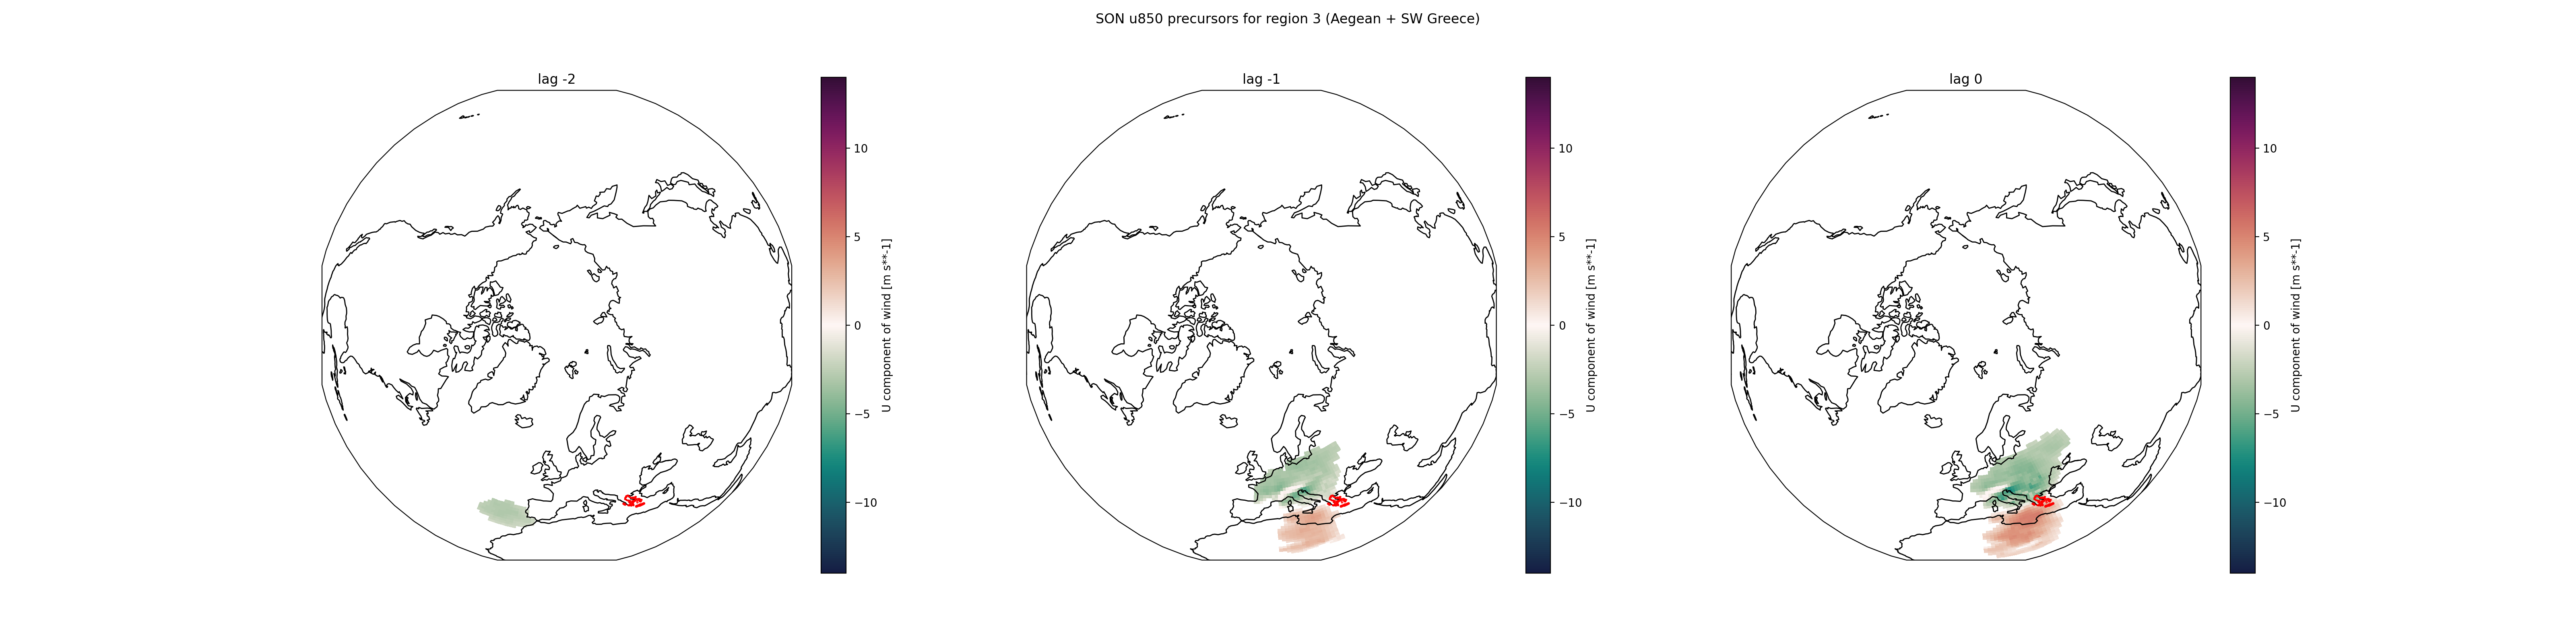 SON u850 precursors for region 3 (Aegean + SW Greece)
lag -2
10
5
0
−5
−10
U component of wind [m s**-1]
lag -1
10
5
0
−5
−10
U component of wind [m s**-1]
lag 0
10
5
0
−5
−10
U component of wind [m s**-1]